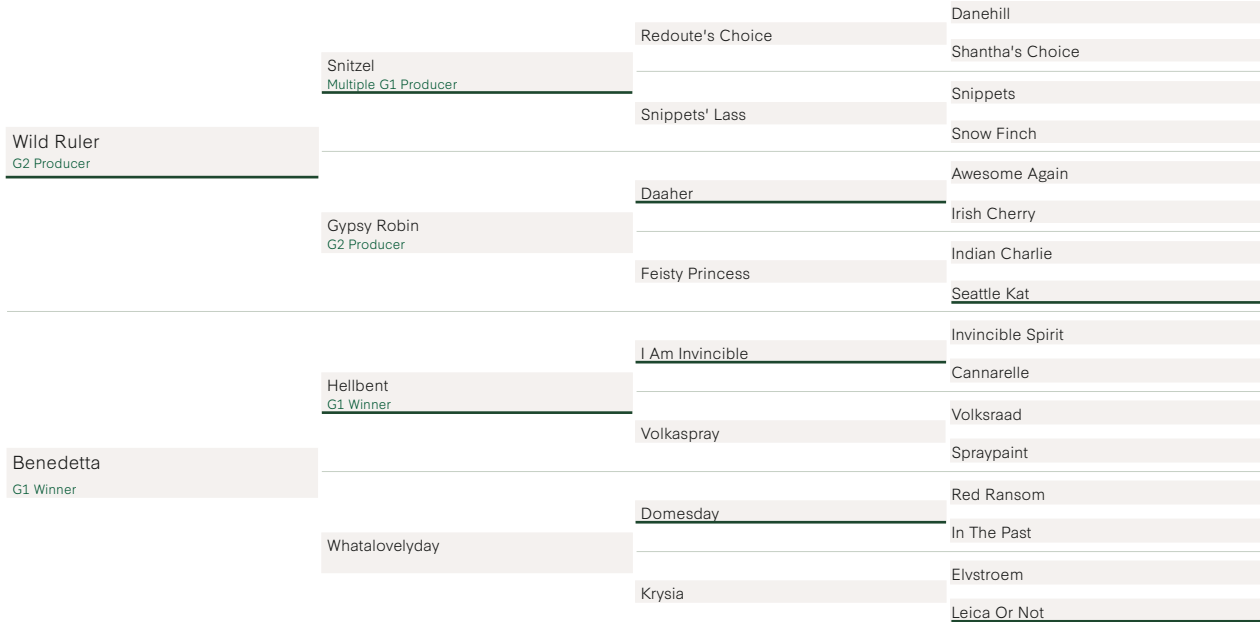 Wild Ruler
G2 Producer
Benedetta
G1 Winner
Snitzel
Multiple G1 Producer
Gypsy Robin
G2 Producer
Hellbent
G1 Winner
Whatalovelyday
Redoute's Choice
Snippets' Lass
Daaher
Feisty Princess
I Am Invincible
Volkaspray
Domesday
Krysia
Danehill
Shantha's Choice
Snippets
Snow Finch
Awesome Again
Irish Cherry
Indian Charlie
Seattle Kat
Invincible Spirit
Cannarelle
Volksraad
Spraypaint
Red Ransom
In The Past
Elvstroem
Leica Or Not